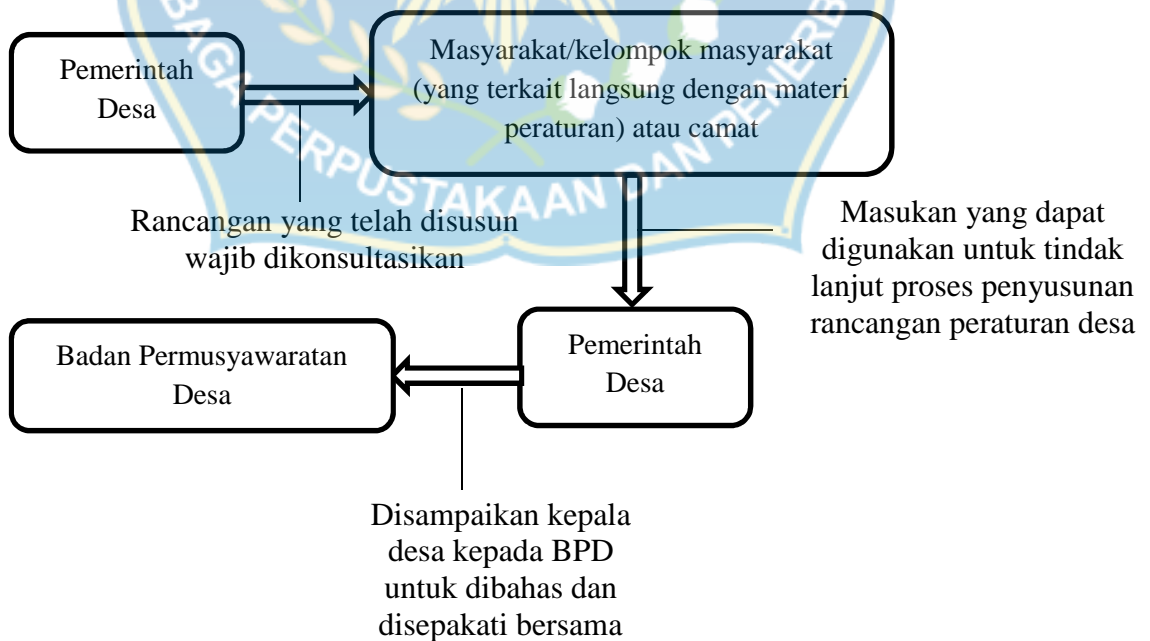 Pemerintah
Desa
Masyarakat/kelompok masyarakat
(yang terkait langsung dengan materi
peraturan) atau camat
Rancangan yang telah disusun
wajib dikonsultasikan
Masukan yang dapat
digunakan untuk tindak
lanjut proses penyusunan
rancangan peraturan desa
Pemerintah
Desa
Badan Permusyawaratan
Desa
Disampaikan kepala
desa kepada BPD
untuk dibahas dan
disepakati bersama
PERPUSTAKAAN DAN